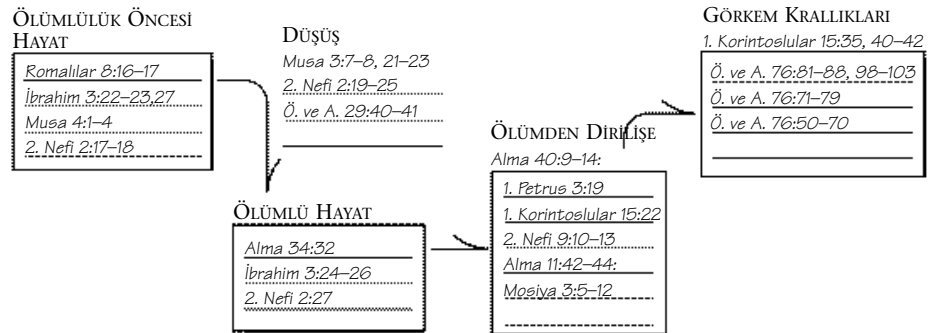 ÖLÜMLÜLÜK ÖNCESİ
HAYAT
Romalılar 8:16–17
İbrahim 3:22–23,27
Musa 4:1–4
2. Nefi 2:17–18
DÜŞÜŞ
Musa 3:7–8, 21–23
2. Nefi 2:19–25
Ö. ve A. 29:40–41
ÖLÜMLÜ HAYAT
Alma 34:32
İbrahim 3:24–26
2. Nefi 2:27
ÖLÜMDEN DİRİLİŞE
Alma 40:9–14:
1. Petrus 3:19
1. Korintoslular 15:22
2. Nefi 9:10–13
Alma 11:42–44:
Mosiya 3:5–12
GÖRKEM KRALLIKLARI
1. Korintoslular 15:35, 40–42
Ö. ve A. 76:81–88, 98–103
Ö. ve A. 76:71–79
Ö. ve A. 76:50–70